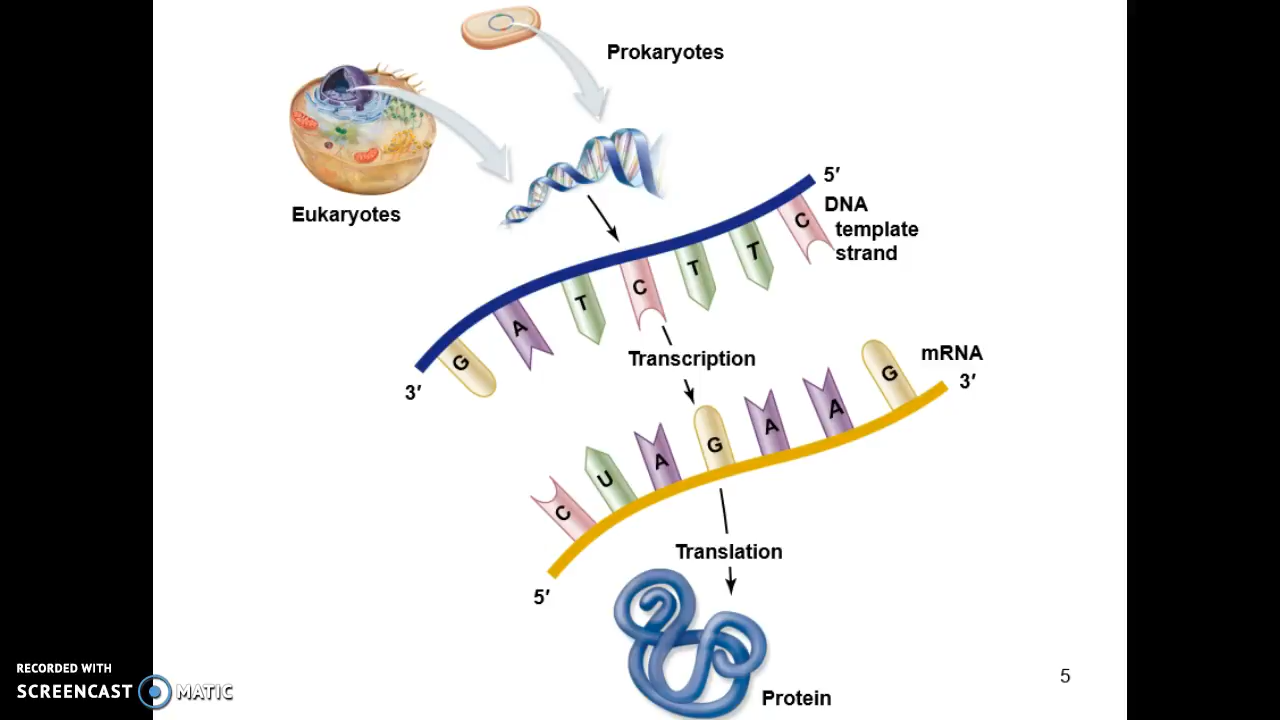 Prokaryotes
Eukaryotes
5′
DNA
template
strand
C
T
T
C
T
A
G
3′
Transcription
mRNA
3′
G
A
A
G
A
U
C
5′
Translation
Protein
5
RECORDED WITH
SCREENCAST MATIC